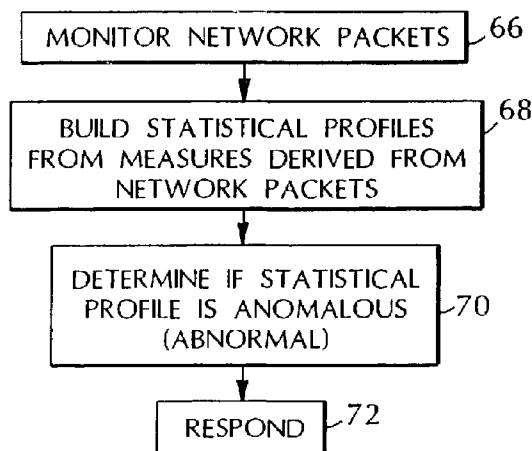 MONITOR NETWORK PACKETS 66
BUILD STATISTICAL PROFILES 68
FROM MEASURES DERIVED FROM
NETWORK PACKETS
DETERMINE IF STATISTICAL
PROFILE IS ANOMALOUS 70
(ABNORMAL)
RESPOND 72